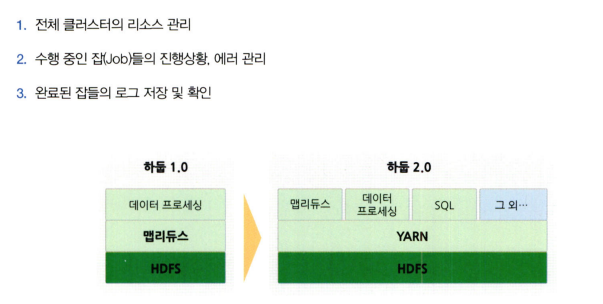 1. 전체 클러스터의 리소스 관리
2. 수행 중인 잡(Job)들의 진행상황, 에러 관리
3. 완료된 잡들의 로그 저장 및 확인
하둡 1.0
하둡 2.0
데이터 프로세싱
맵리듀스
HDFS
맵리듀스
데이터
프로세싱
SQL
그 외…
YARN
HDFS